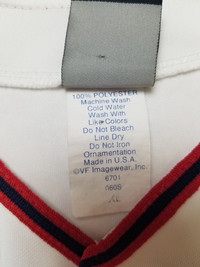 100% POLYESTER
Machine Wash
Cold Water
Wash With
Like Colors
Do Not Bleach
Line Dry
Do Not Iron
Ornamentation
Made in U.S.A.
©VF Imagewear, Inc.
6701
0605
XL